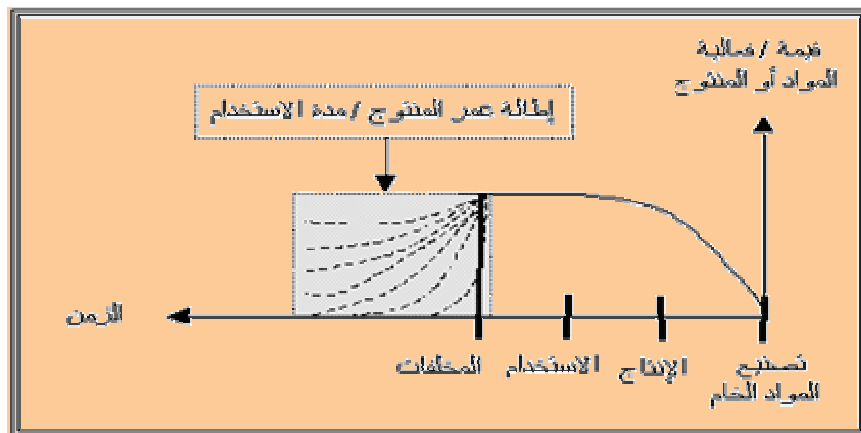 قيمة / فعالية
المواد أو المنتوج
إطالة عمر المنتوج / مدة الاستخدام
الزمن
تصنيع
المواد الخام
الإنتاج
الاستخدام
المخلفات